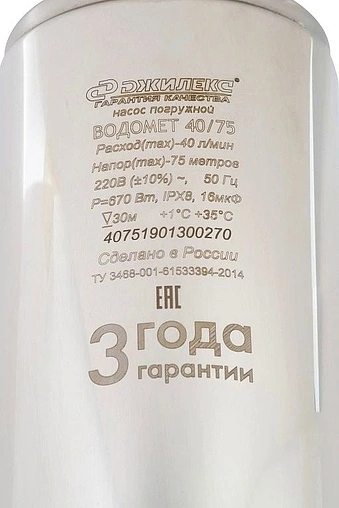 ДЖИЛЕКС®
ГАРАНТИЯ КАЧЕСТВА
насос погружной
ВОДОМЕТ 40/75
Расход(max)-40 л/мин
Напор(max)-75 метров
220В (±10%) ~, 50 Гц
P=670 Вт, IPX8, 16мкФ
▽30м +1°C ÷35°C
40751901300270
Сделано в России
ТУ 3468-001-61533394-2014
EAC
3 года
гарантии